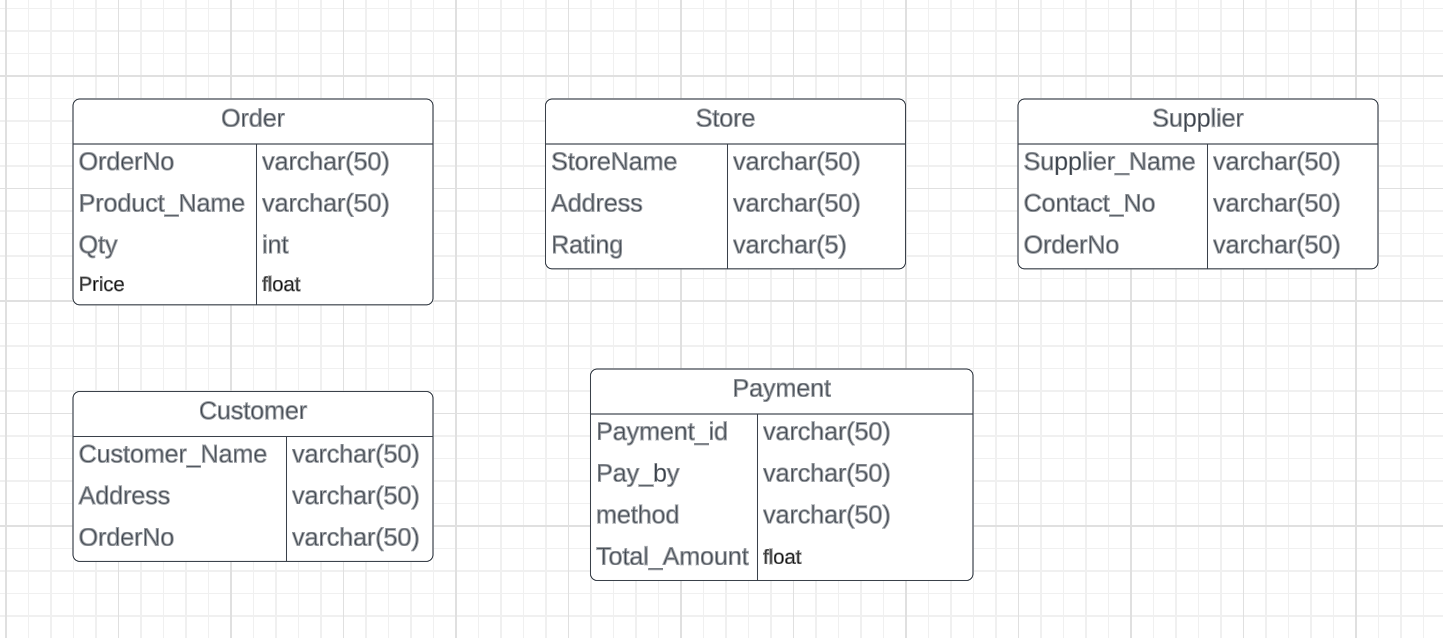 Order
OrderNo varchar(50)
Product_Name varchar(50)
Qty int
Price float
Store
StoreName varchar(50)
Address varchar(50)
Rating varchar(5)
Supplier
Supplier_Name varchar(50)
Contact_No varchar(50)
OrderNo varchar(50)
Customer
Customer_Name varchar(50)
Address varchar(50)
OrderNo varchar(50)
Payment
Payment_id varchar(50)
Pay_by varchar(50)
method varchar(50)
Total_Amount float